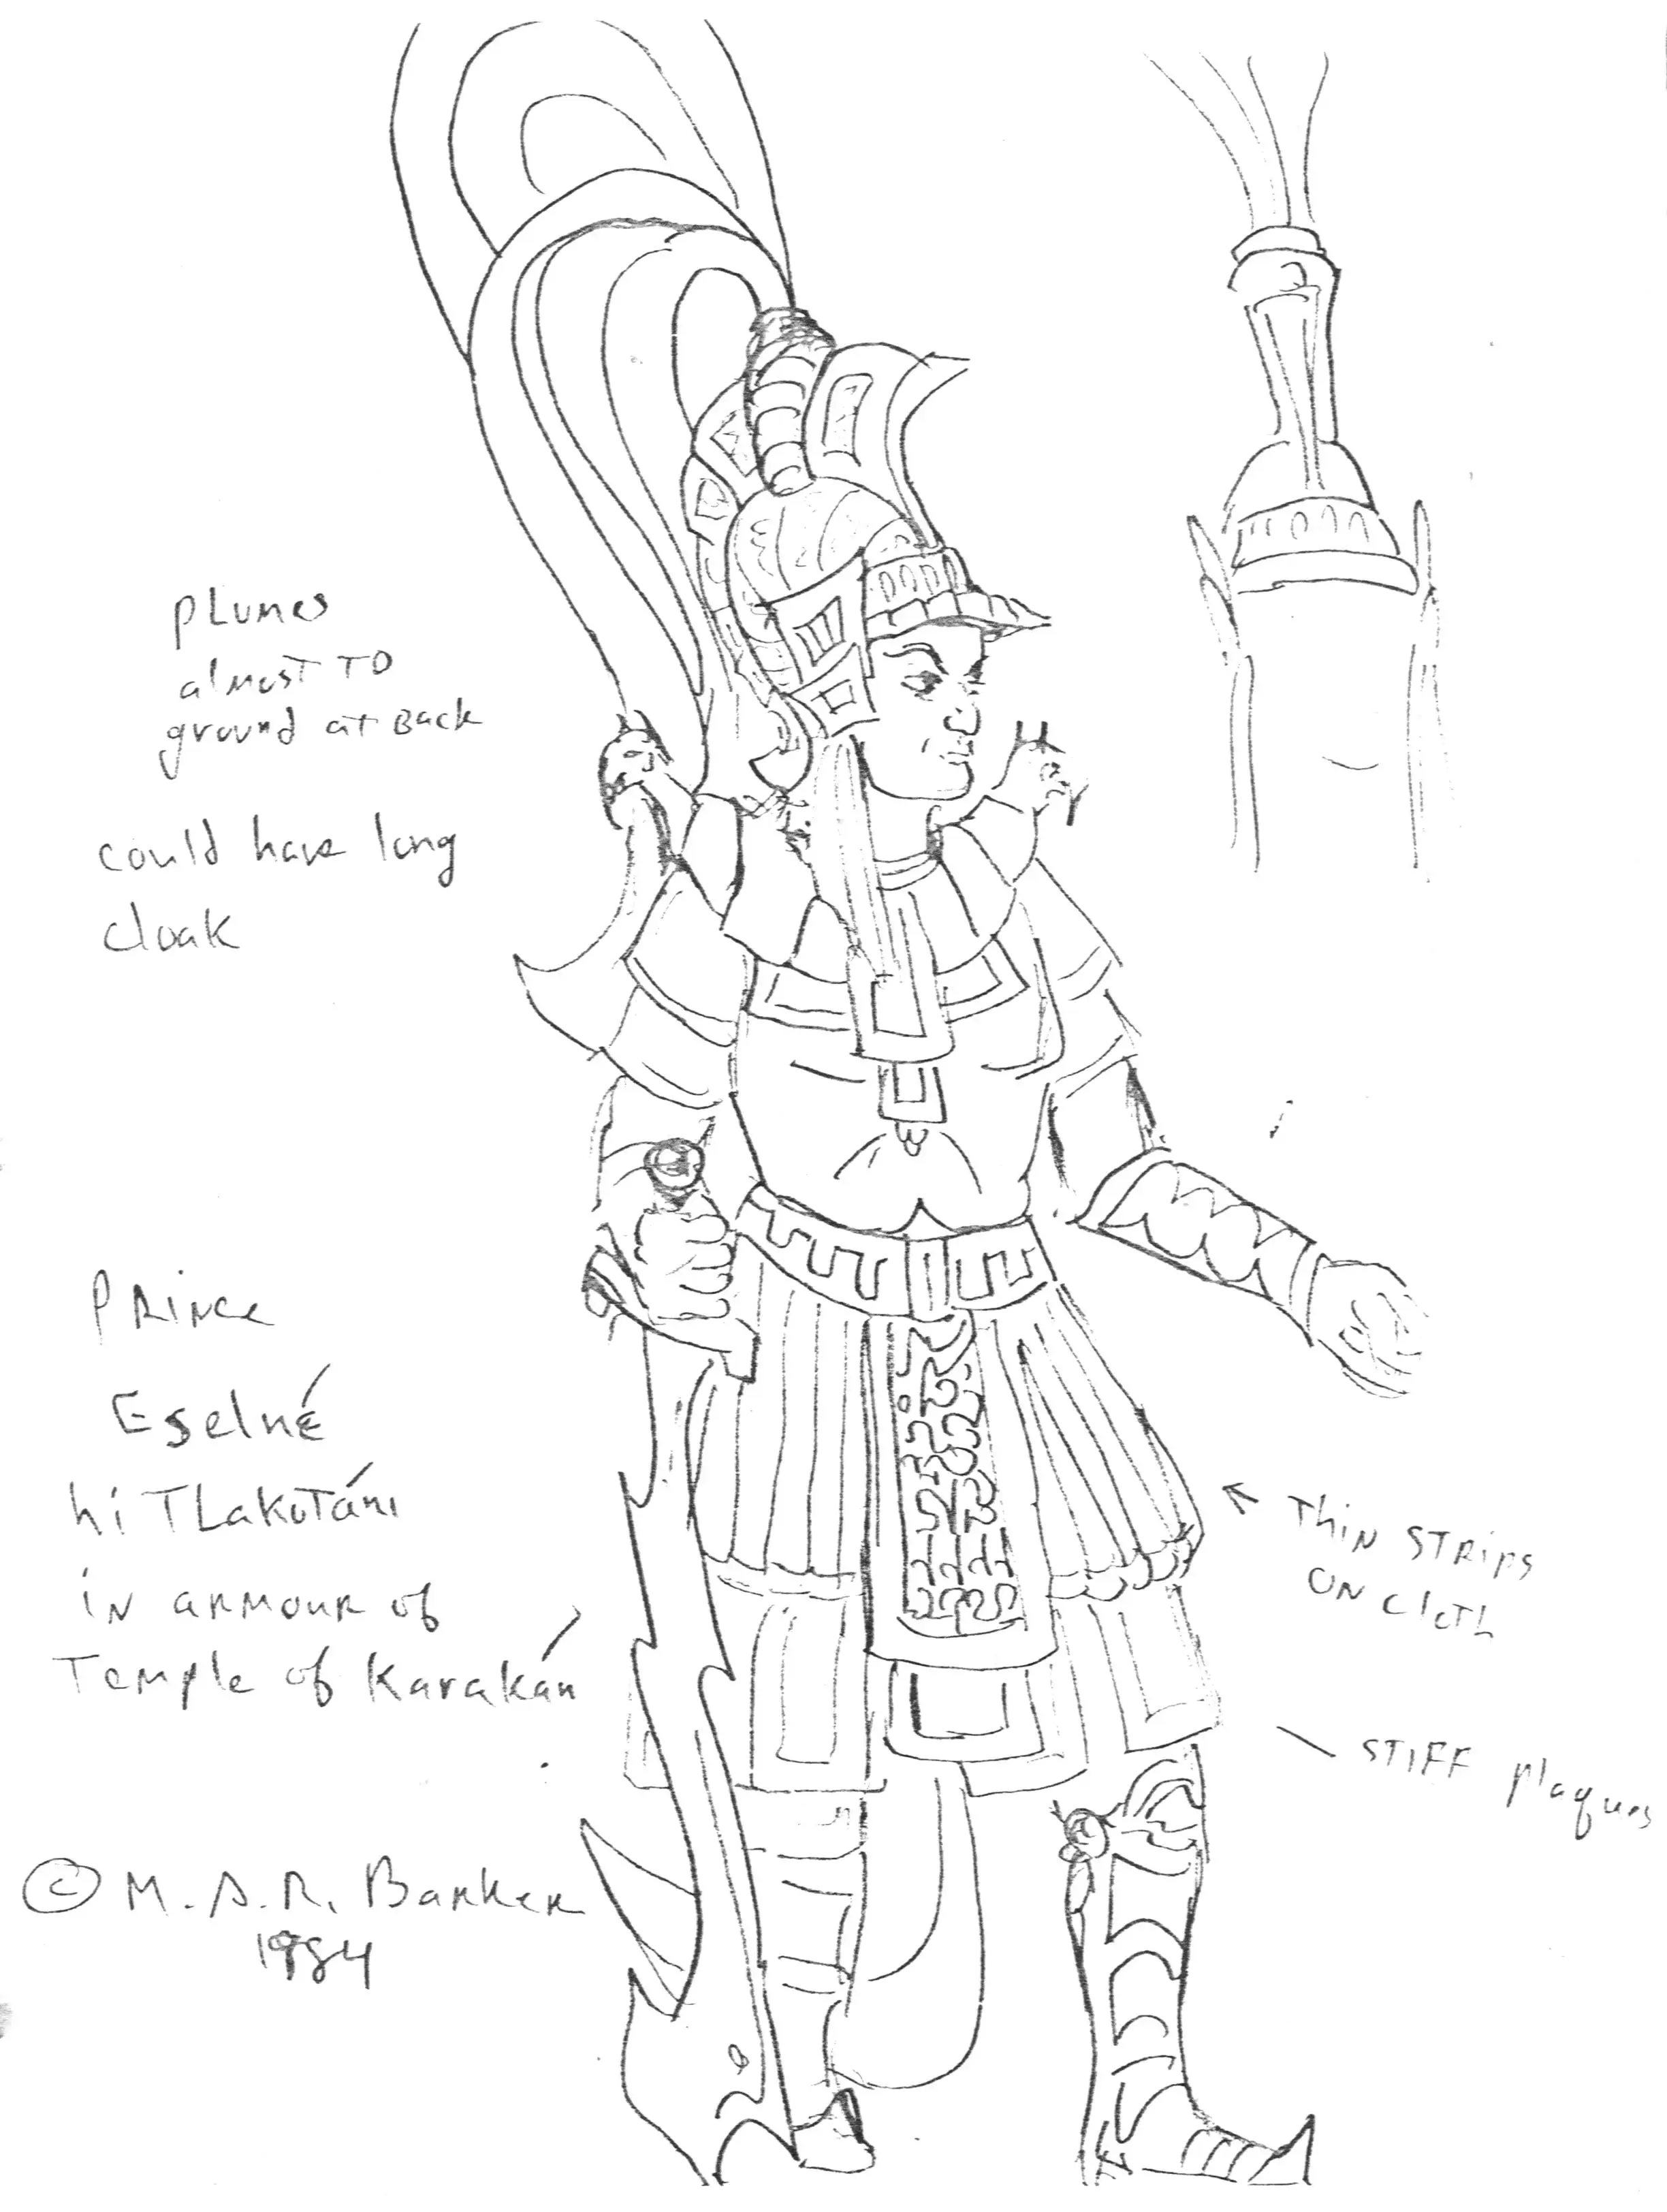 plumes
almost to
ground at back
could have long
cloak
Prince
Eselné
hi Tlakotáni
in armour of
Temple of Karakán
© M. A. R. Barker
1984
← Thin strips
on cloth
stiff plaques